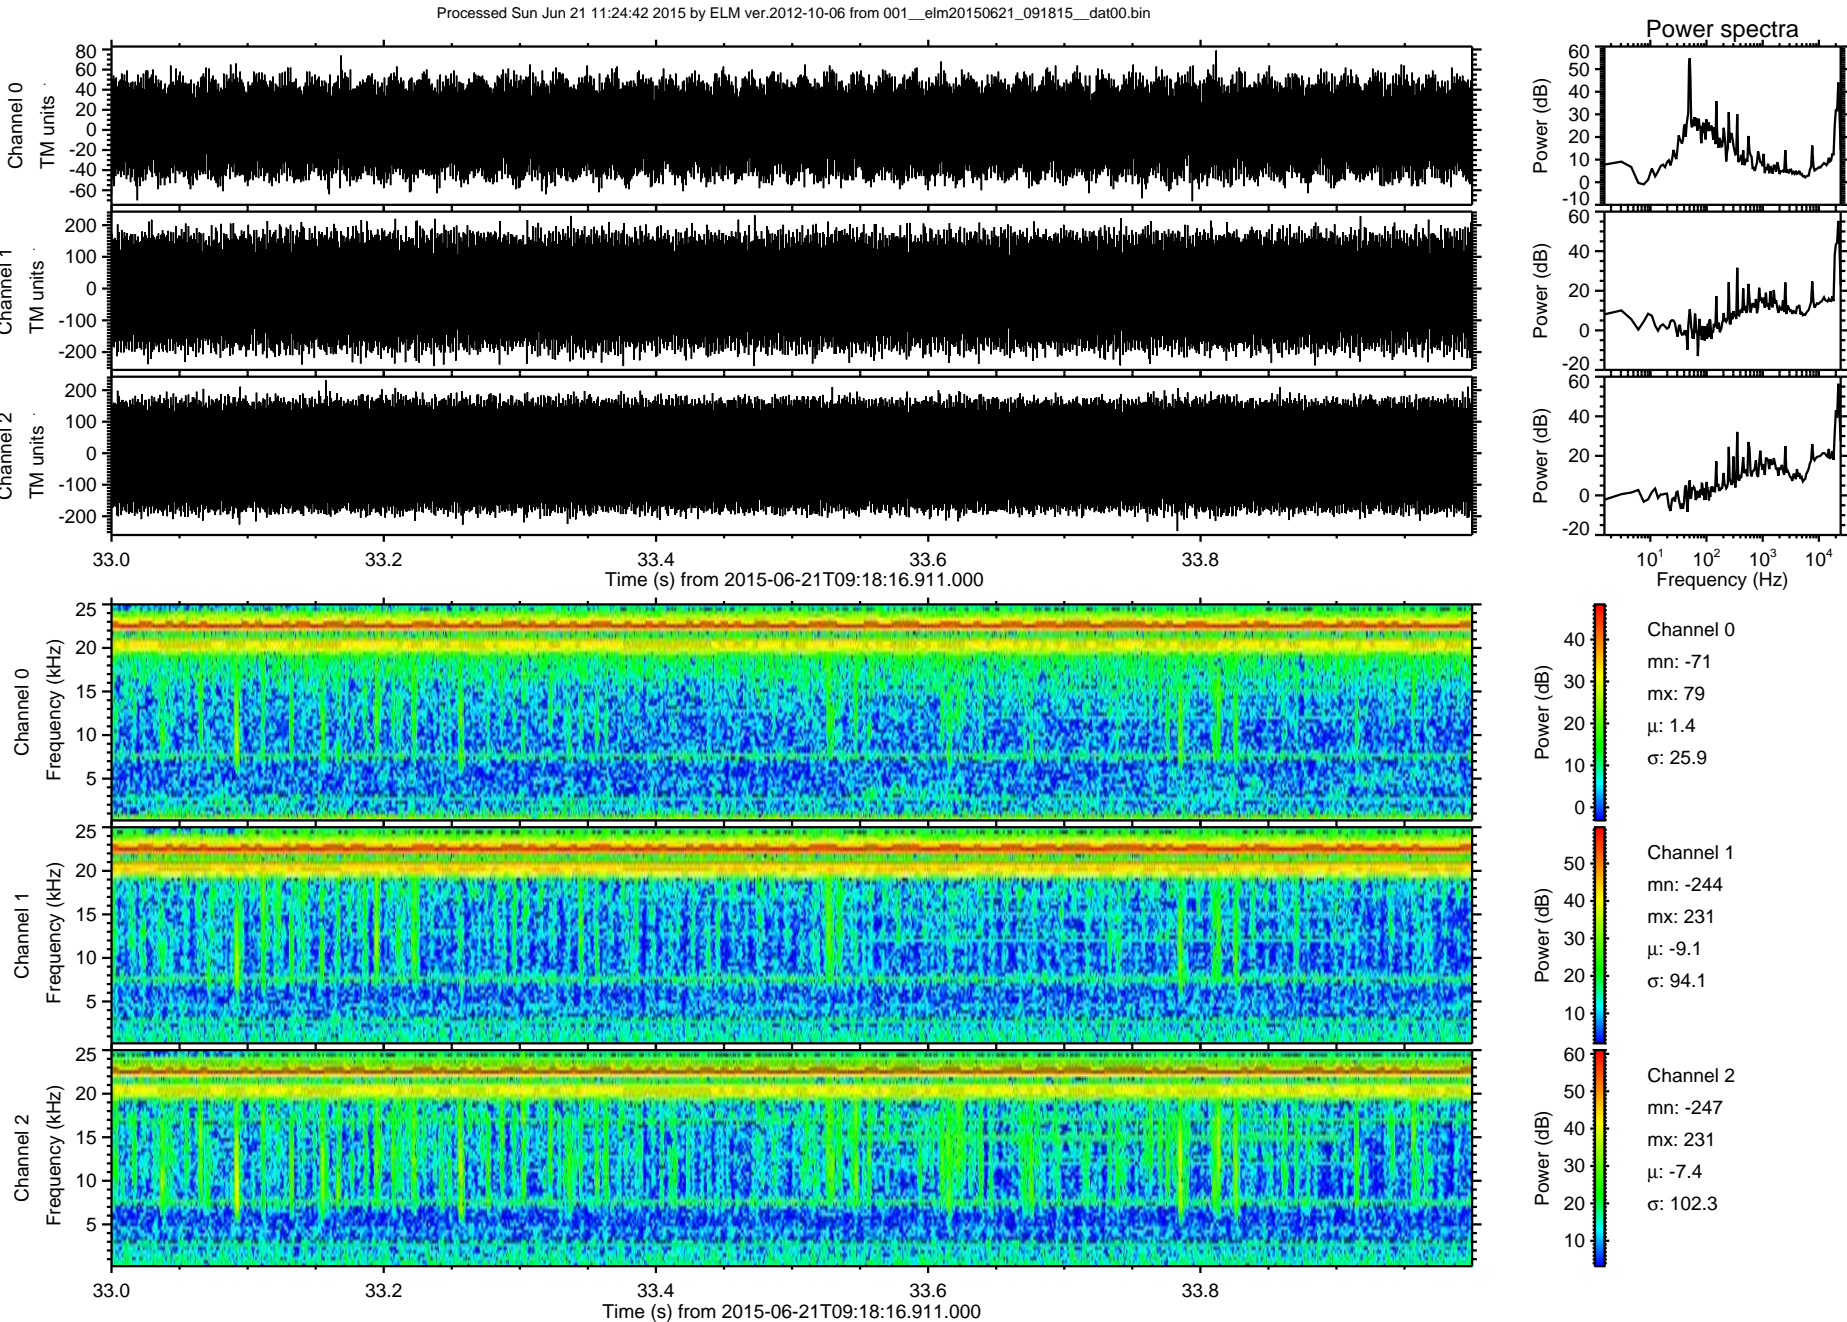 Processed Sun Jun 21 11:24:42 2015 by ELM ver.2012-10-06 from 001__elm20150621_091815__dat00.bin
Power spectra
Channel 0
TM units
80
60
40
20
0
-20
-40
-60
Power (dB)
60
50
40
30
20
10
0
-10
Channel 1
TM units
200
100
0
-100
-200
Power (dB)
60
40
20
0
-20
Channel 2
TM units
200
100
0
-100
-200
Power (dB)
60
40
20
0
-20
33.0 33.2 33.4 33.6 33.8
Time (s) from 2015-06-21T09:18:16.911.000
10¹ 10² 10³ 10⁴
Frequency (Hz)
Channel 0
Frequency (kHz)
25
20
15
10
5
Power (dB)
40
30
20
10
0
Channel 0
mn: -71
mx: 79
μ: 1.4
σ: 25.9
Channel 1
Frequency (kHz)
25
20
15
10
5
Power (dB)
50
40
30
20
10
Channel 1
mn: -244
mx: 231
μ: -9.1
σ: 94.1
Channel 2
Frequency (kHz)
25
20
15
10
5
Power (dB)
60
50
40
30
20
10
Channel 2
mn: -247
mx: 231
μ: -7.4
σ: 102.3
33.0 33.2 33.4 33.6 33.8
Time (s) from 2015-06-21T09:18:16.911.000